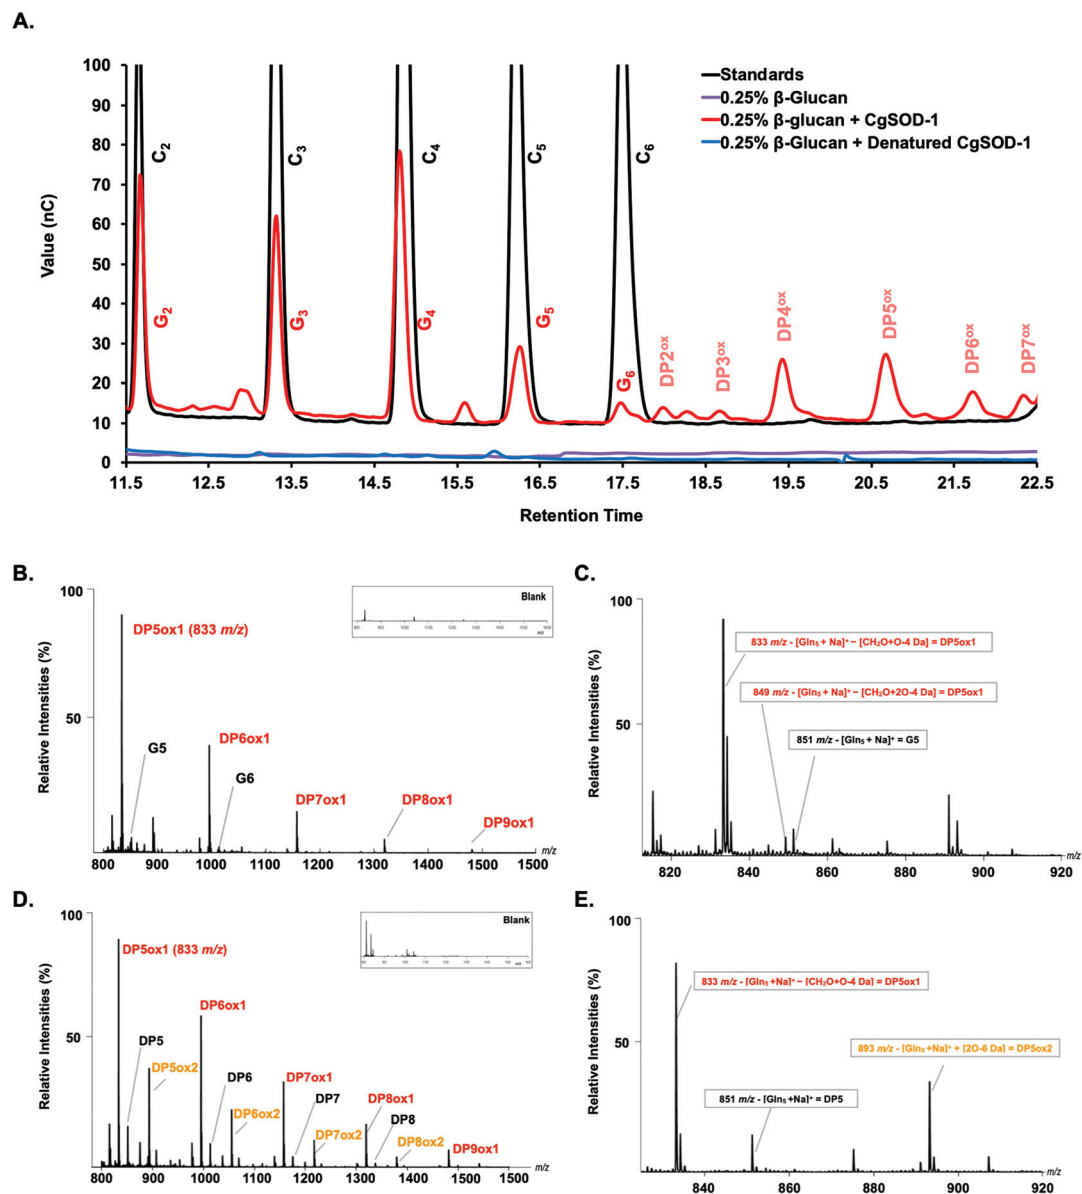 A.
100
90
80
70
60
50
40
30
20
10
0
Value (nC)
C2
C3
C4
C5
C6
Standards
0.25% β-Glucan
0.25% β-glucan + CgSOD-1
0.25% β-Glucan + Denatured CgSOD-1
G2
G3
G4
G5
G6
DP2ox
DP3ox
DP4ox
DP5ox
DP6ox
DP7ox
11.5 12.5 13.5 14.5 15.5 16.5 17.5 18.5 19.5 20.5 21.5 22.5
Retention Time
B.
100
50
Relative Intensities (%)
DP5ox1 (833 m/z)
G5
DP6ox1
G6
DP7ox1
DP8ox1
DP9ox1
Blank
m/z
800 900 1000 1100 1200 1300 1400 1500
m/z
C.
100
50
Relative Intensities (%)
833 m/z - [Gln5 + Na]+ – [CH2O+O-4 Da] = DP5ox1
849 m/z - [Gln5 + Na]+ – [CH2O+2O-4 Da] = DP5ox1
851 m/z - [Gln5 + Na]+ = G5
820 840 860 880 900 920
m/z
D.
100
50
Relative Intensities (%)
DP5ox1 (833 m/z)
DP5
DP5ox2
DP6ox1
DP6
DP6ox2
DP7ox1
DP7
DP7ox2
DP8ox1
DP8
DP8ox2
DP9ox1
Blank
m/z
800 900 1000 1100 1200 1300 1400 1500
m/z
E.
100
50
Relative Intensities (%)
833 m/z - [Gln5 +Na]+ – [CH2O+O-4 Da] = DP5ox1
893 m/z - [Gln5 +Na]+ + [2O-6 Da] = DP5ox2
851 m/z - [Gln5 +Na]+ = DP5
840 860 880 900 920
m/z